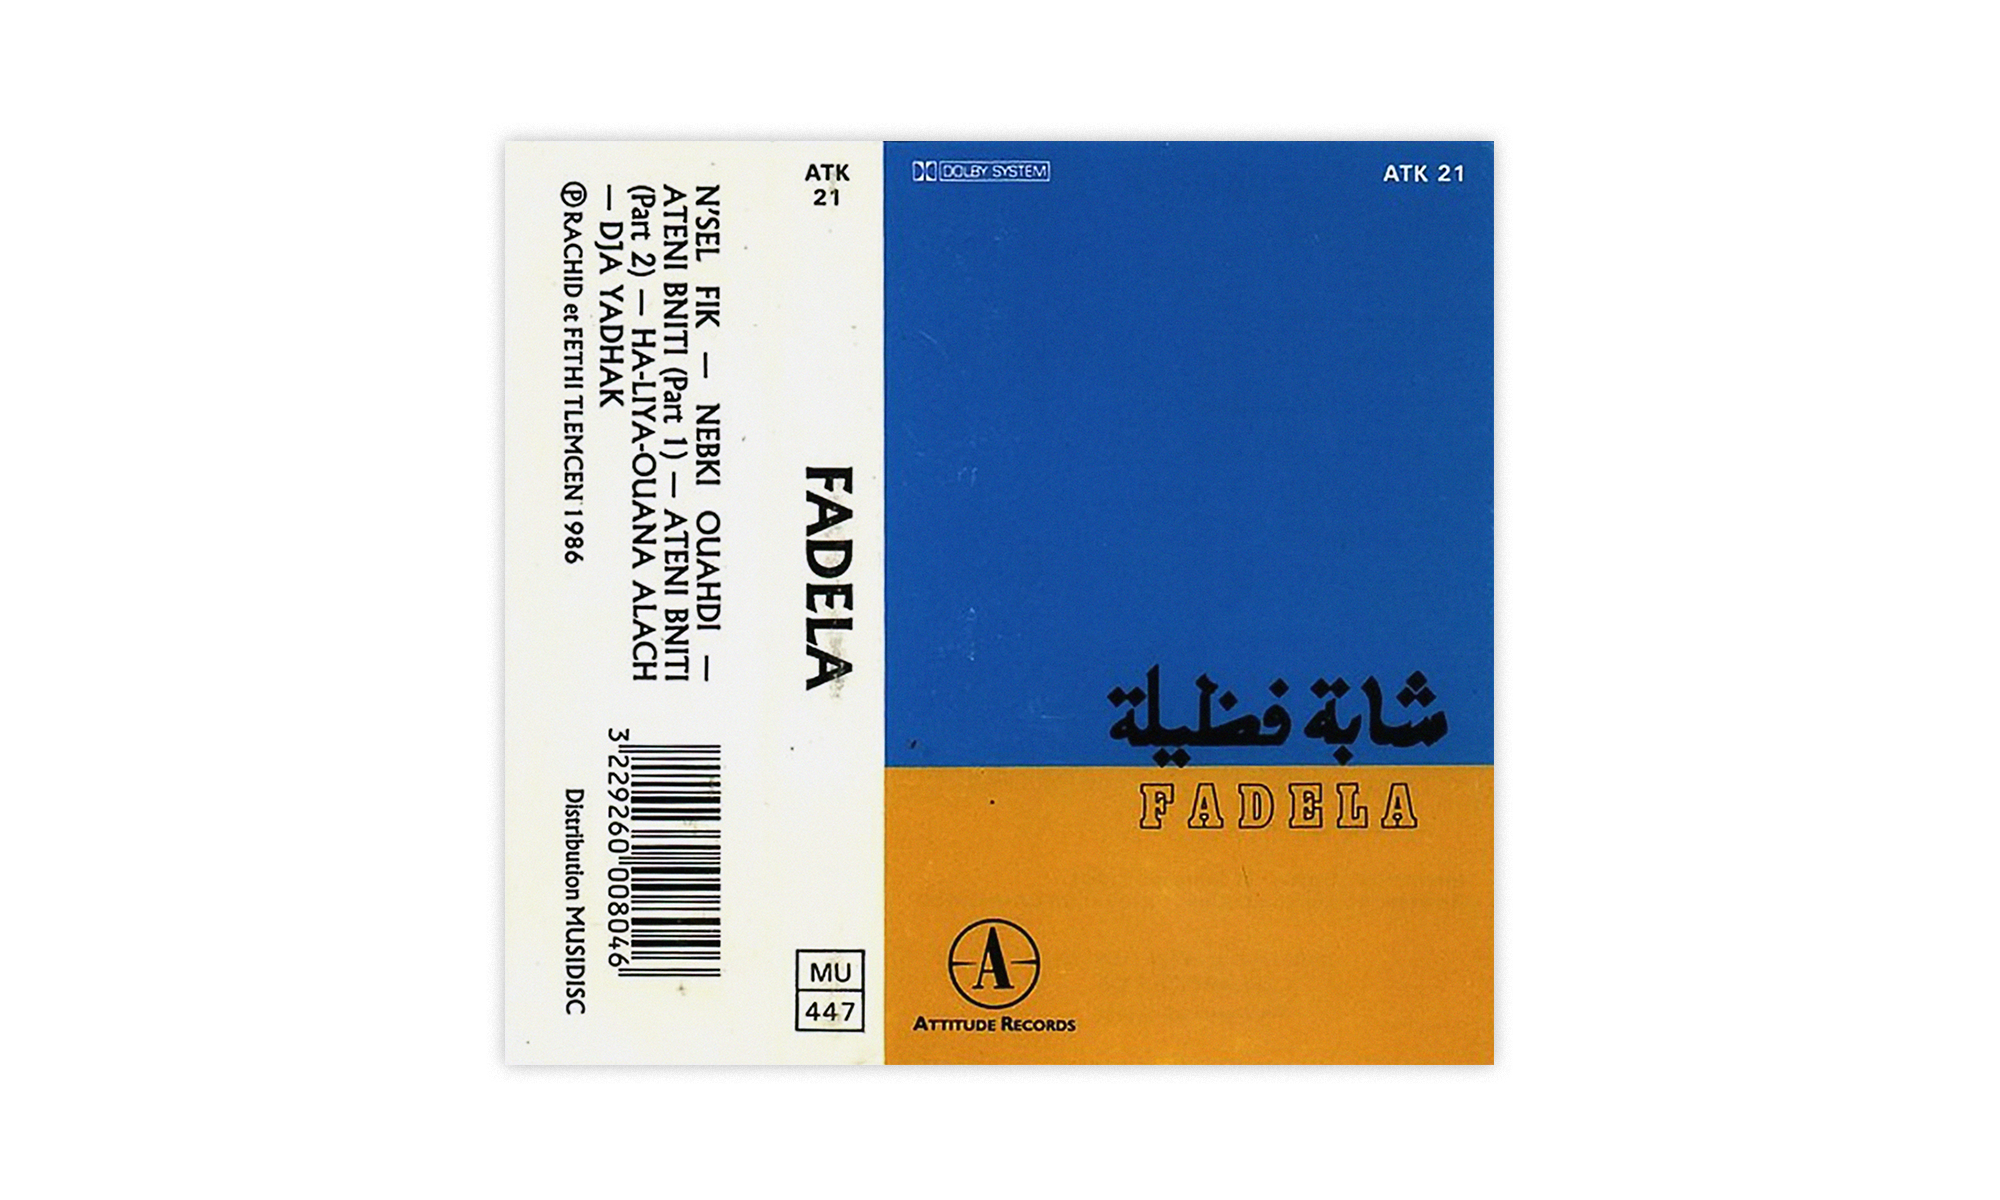 ATK
21
N'SEL FIK — NEBKI OUAHDI —
ATENI BNITI (Part 1) — ATENI BNITI
(Part 2) — HA-LIYA-OUANA ALACH
— DJA YADHAK
Ⓟ RACHID et FETHI TLEMCEN 1986
3 229260 008046
Distribution MUSIDISC
FADELA
MU
447
DOLBY SYSTEM
ATK 21
شابة فظيلة
FADELA
A
ATTITUDE RECORDS